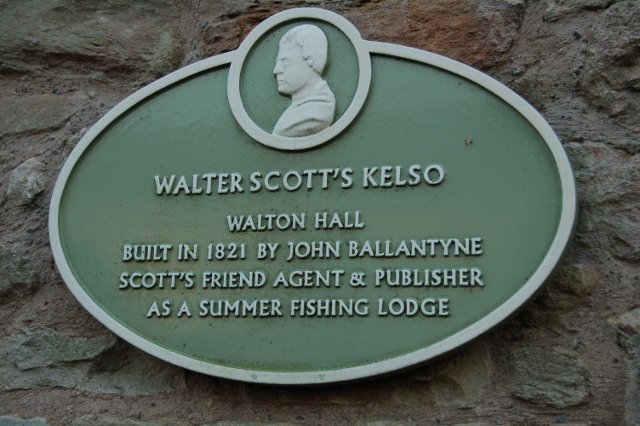 WALTER SCOTT'S KELSO
WALTON HALL
BUILT IN 1821 BY JOHN BALLANTYNE
SCOTT'S FRIEND AGENT & PUBLISHER
AS A SUMMER FISHING LODGE